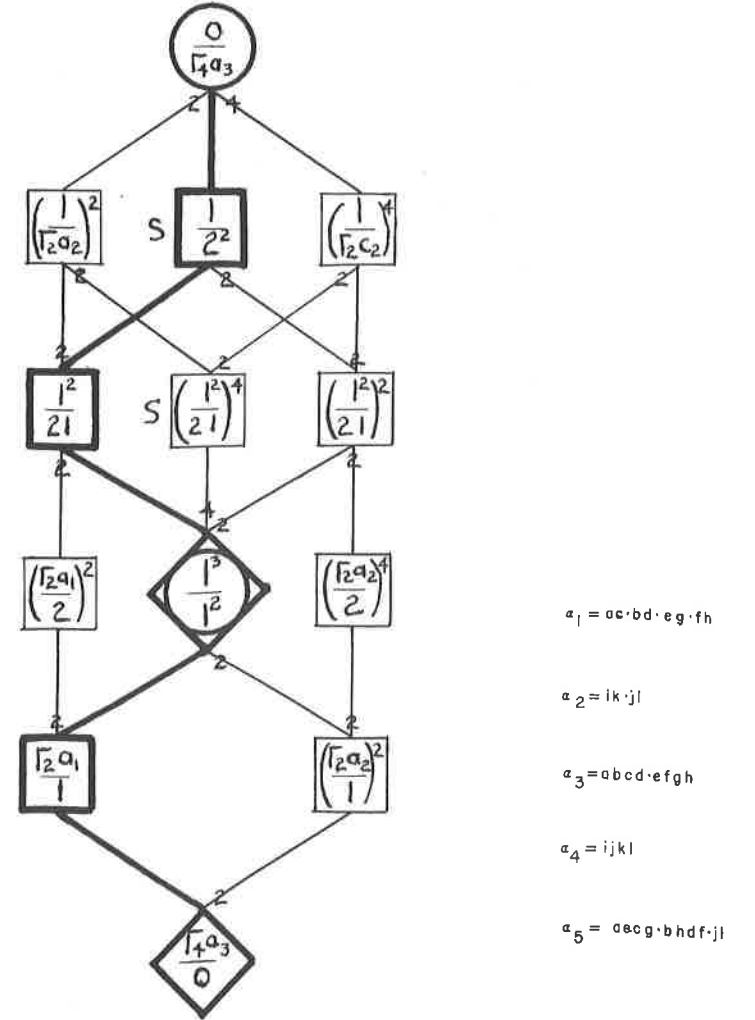 0
Γ₄a₃
2 4
(1/Γ₂a₂)²
S 1/2²
(1/Γ₂c₂)⁴
2 2 2
2 2 2
1²/21
S (1²/21)⁴
(1²/21)²
2 2
4 2
(Γ₂a₁/2)²
1³/1²
(Γ₂a₂/2)⁴
α₁ = ac·bd·eg·fh
2
α₂ = ik·jl
2 2
Γ₂a₁/1
(Γ₂a₂/1)²
α₃ = abcd·efgh
α₄ = ijkl
2
Γ₄a₃/0
α₅ = aecg·bhdf·jl